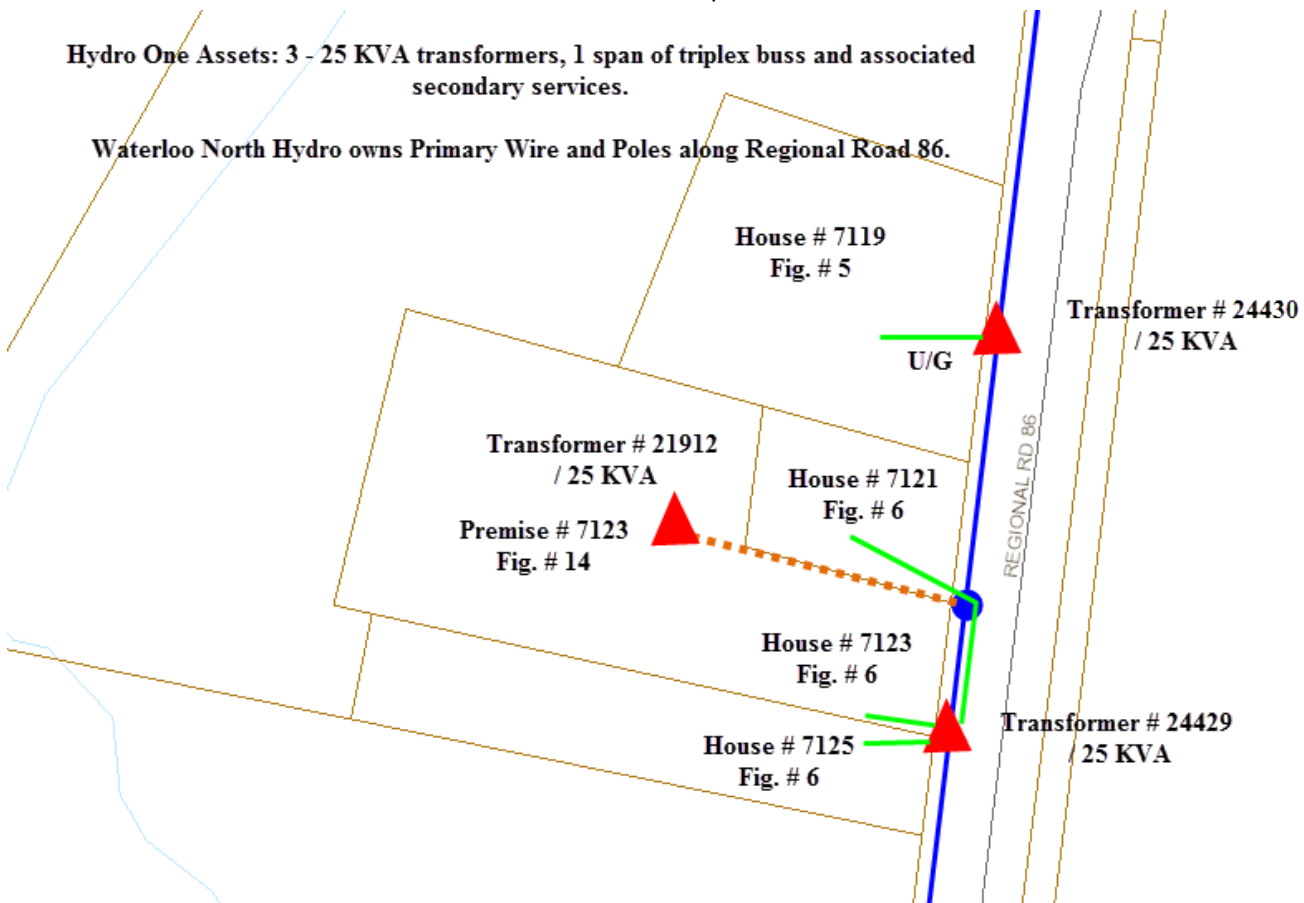 Hydro One Assets: 3 - 25 KVA transformers, 1 span of triplex buss and associated
secondary services.
Waterloo North Hydro owns Primary Wire and Poles along Regional Road 86.
House # 7119
Fig. # 5
Transformer # 24430
/ 25 KVA
U/G
REGIONAL RD 86
Transformer # 21912
/ 25 KVA
House # 7121
Fig. # 6
Premise # 7123
Fig. # 14
House # 7123
Fig. # 6
Transformer # 24429
/ 25 KVA
House # 7125
Fig. # 6